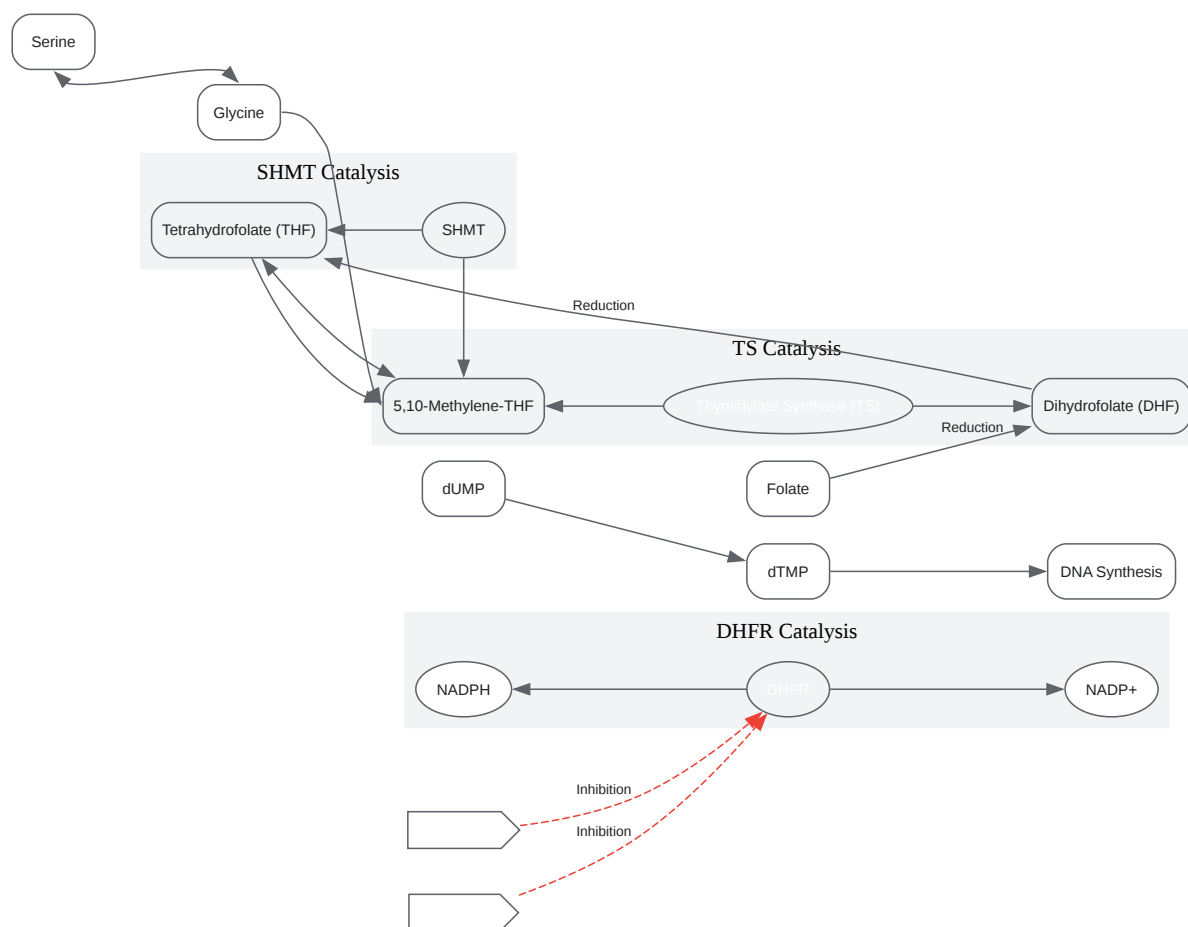 Serine
Glycine
SHMT Catalysis
Tetrahydrofolate (THF)
SHMT
Reduction
TS Catalysis
5,10-Methylene-THF
Thymidylate Synthase (TS)
Dihydrofolate (DHF)
Reduction
dUMP
Folate
dTMP
DNA Synthesis
DHFR Catalysis
NADPH
DHFR
NADP+
Inhibition
Inhibition